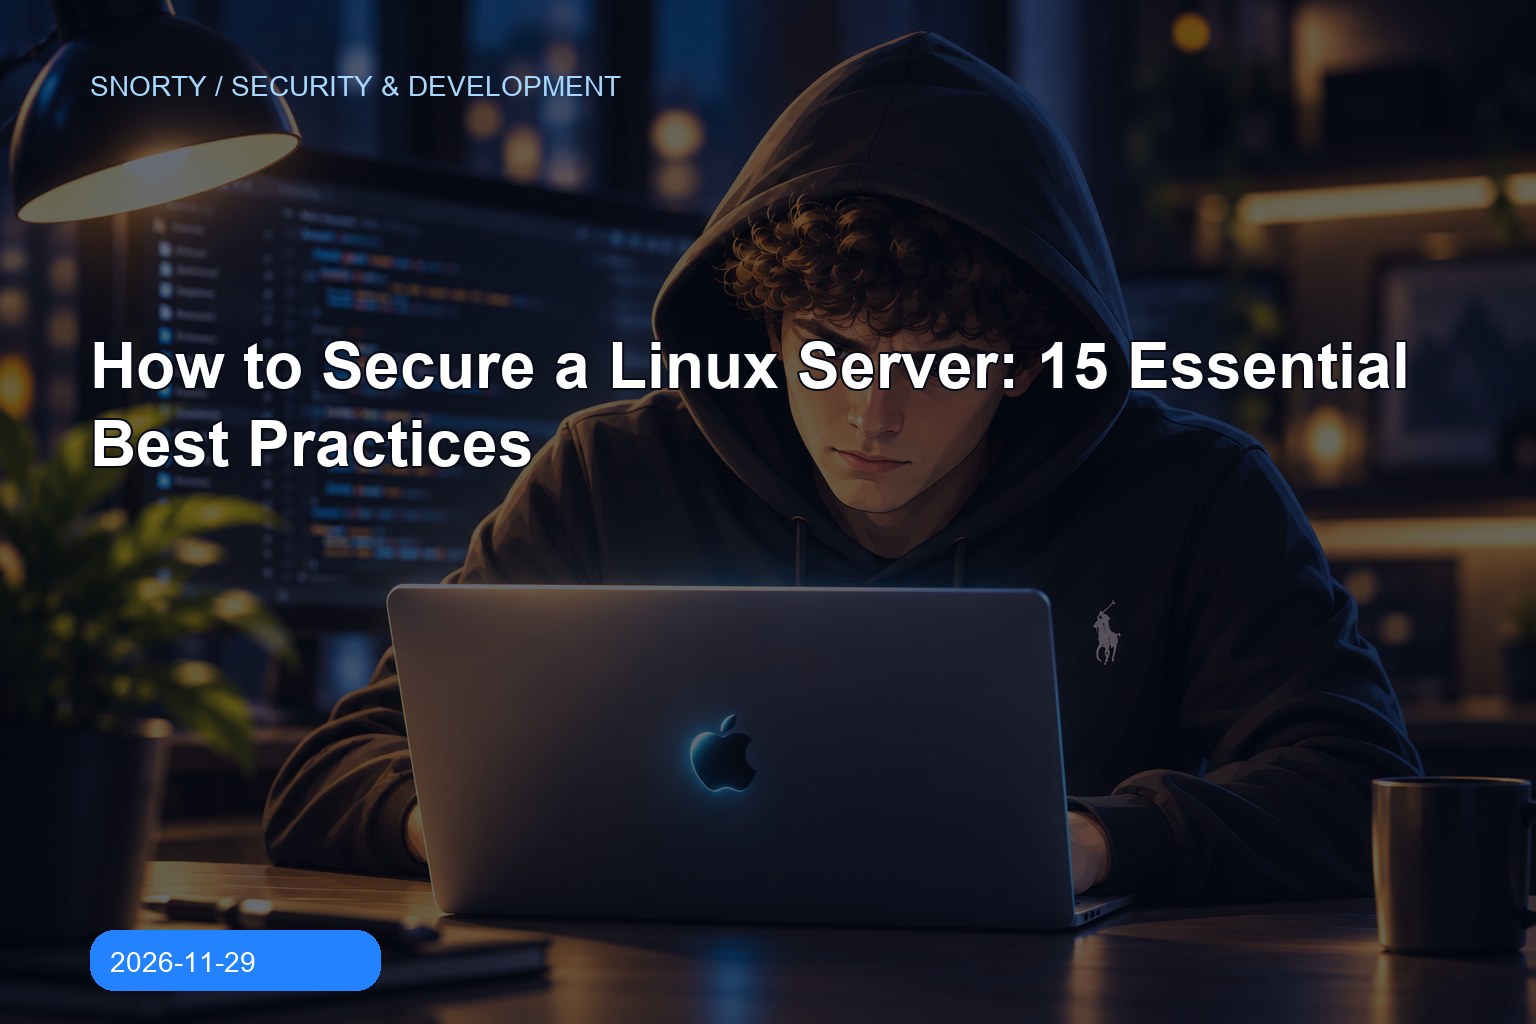 SNORTY / SECURITY & DEVELOPMENT
How to Secure a Linux Server: 15 Essential
Best Practices
2026-11-29